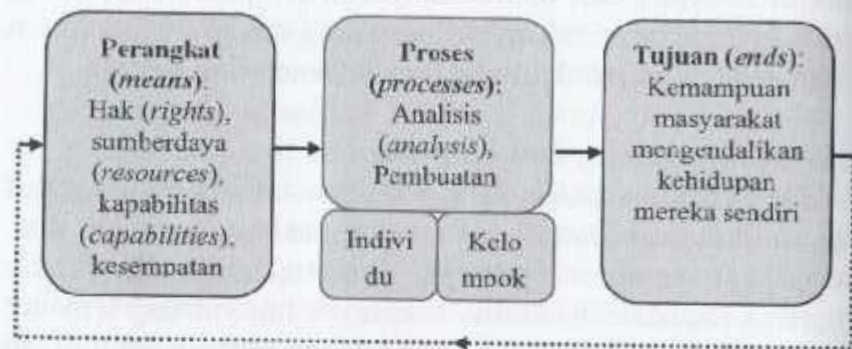 Perangkat
(means):
Hak (rights),
sumberdaya
(resources),
kapabilitas
(capabilities),
kesempatan
Proses
(processes):
Analisis
(analysis),
Pembuatan
Indivi
du
Kelo
mpok
Tujuan (ends):
Kemampuan
masyarakat
mengendalikan
kehidupan
mereka sendiri